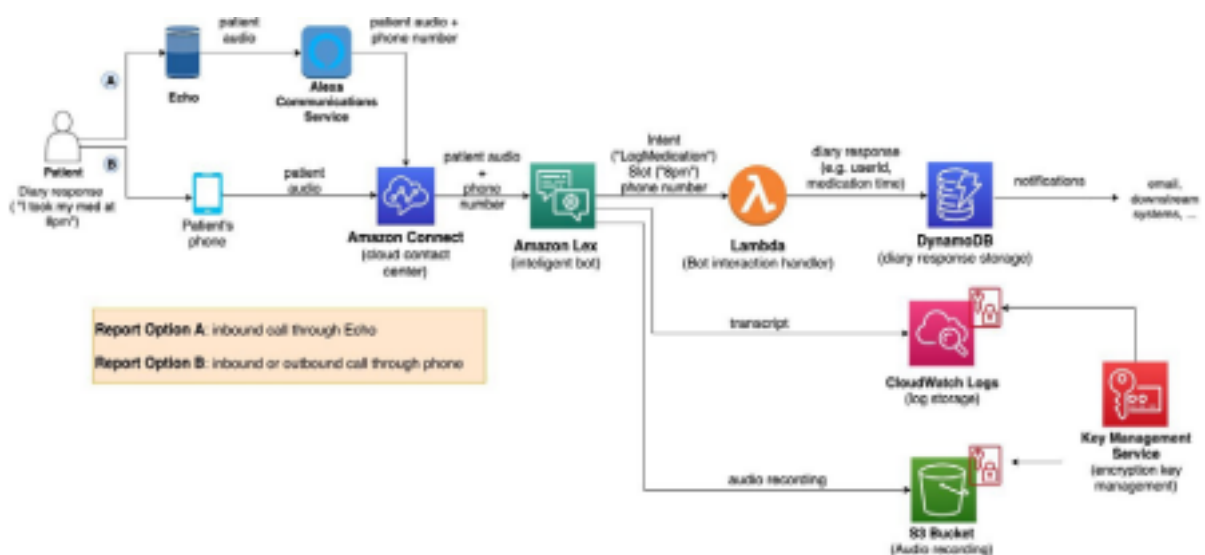 patient
audio
patient audio +
phone number
A
Echo
Alexa
Communications
Service
Patient
B
Diary response
( "I took my med at
8pm")
patient
audio
Patient's
phone
Amazon Connect
(cloud contact
center)
patient audio
+
phone
number
Amazon Lex
(inteligent bot)
Intent
("LogMedication")
Slot ("8pm")
phone number
Lambda
(Bot interaction handler)
diary response
(e.g. userId,
medication time)
DynamoDB
(diary response storage)
notifications
email,
downstream
systems, ...
Report Option A: inbound call through Echo
Report Option B: inbound or outbound call through phone
transcript
CloudWatch Logs
(log storage)
Key Management
Service
(encryption key
management)
audio recording
S3 Bucket
(Audio recording)